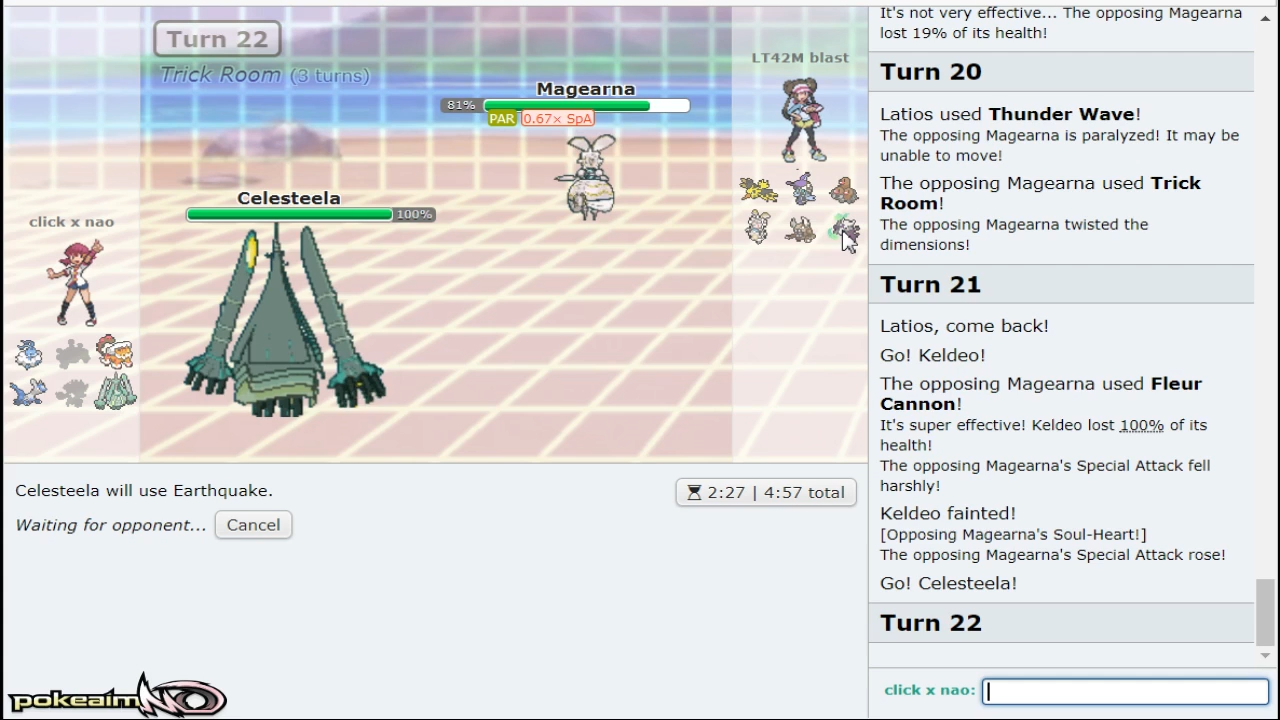 Turn 22
Trick Room (3 turns)
Magearna
81%
PAR 0.67× SpA
Celesteela
100%
click x nao
LT42M blast
Celesteela will use Earthquake.
2:27 | 4:57 total
Waiting for opponent... Cancel
pokeaimMD
It's not very effective... The opposing Magearna
lost 19% of its health!
Turn 20
Latios used Thunder Wave!
The opposing Magearna is paralyzed! It may be
unable to move!
The opposing Magearna used Trick
Room!
The opposing Magearna twisted the
dimensions!
Turn 21
Latios, come back!
Go! Keldeo!
The opposing Magearna used Fleur
Cannon!
It's super effective! Keldeo lost 100% of its
health!
The opposing Magearna's Special Attack fell
harshly!
Keldeo fainted!
[Opposing Magearna's Soul-Heart!]
The opposing Magearna's Special Attack rose!
Go! Celesteela!
Turn 22
click x nao: